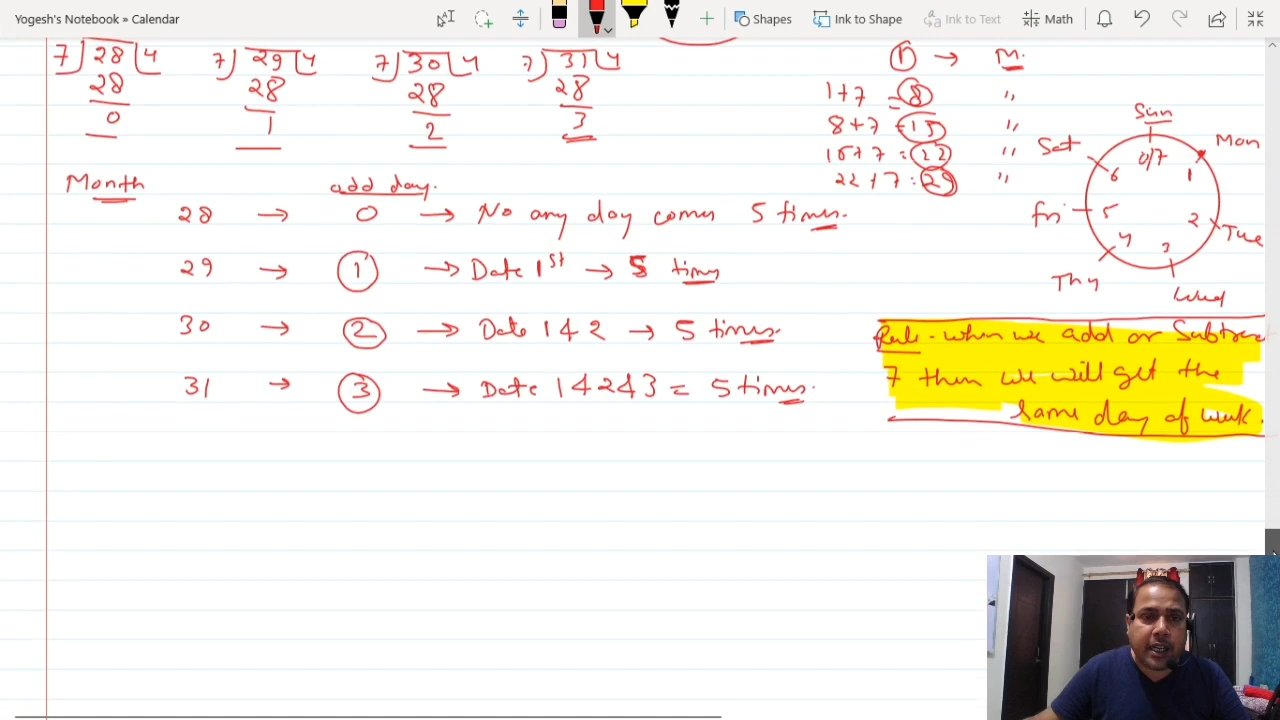 Yogesh's Notebook » Calendar
Shapes Ink to Shape Ink to Text Math
7 28 4 7 29 4 7 30 4 7 31 4
28 28 28 28
0 1 2 3
1 → M.
1+7 = 8 "
8+7 = 15 "
15+7 = 22 "
22+7 = 29 "
Sun
Mon
Tue
Wed
Thu
Fri
Sat
0/7
1
2
3
4
5
6
Month add day.
28 → 0 → No any day comes 5 times.
29 → 1 → Date 1st → 5 times
30 → 2 → Date 1 & 2 → 5 times.
31 → 3 → Date 1 & 2 & 3 = 5 times.
Rule - when we add or Subtract
7 then we will get the
same day of week.